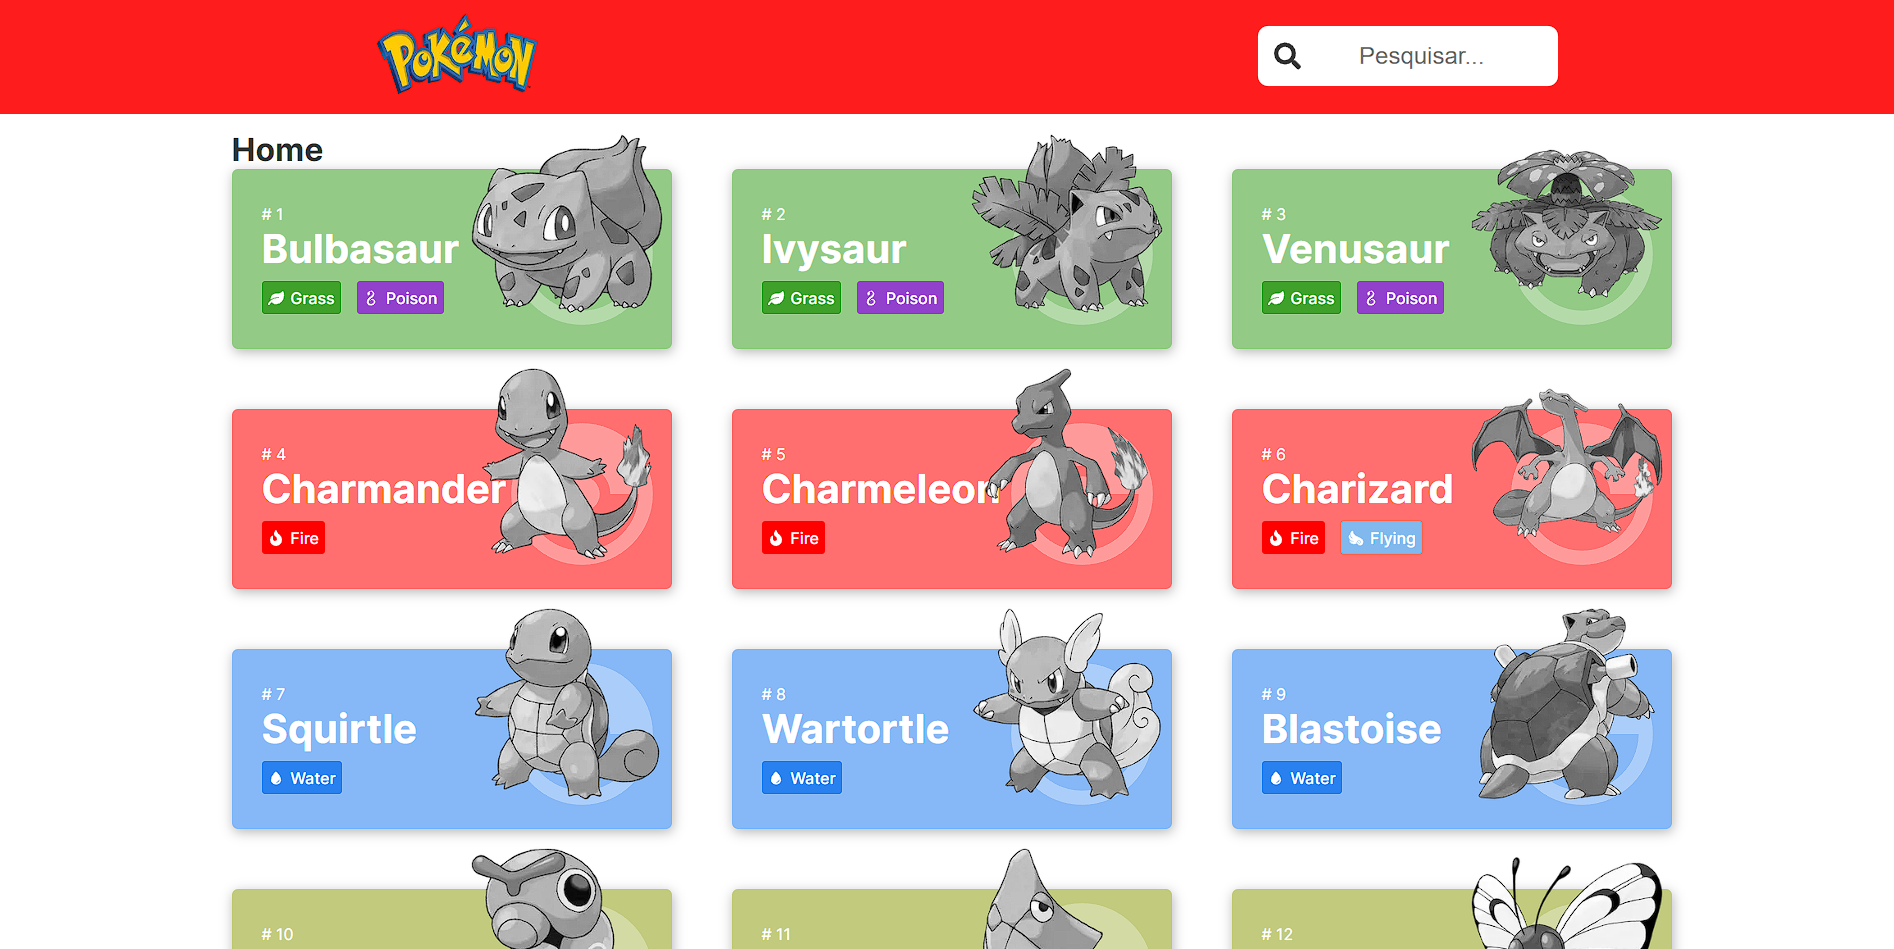 POKéMON
Pesquisar...
Home
# 1
Bulbasaur
Grass Poison
# 2
Ivysaur
Grass Poison
# 3
Venusaur
Grass Poison
# 4
Charmander
Fire
# 5
Charmeleon
Fire
# 6
Charizard
Fire Flying
# 7
Squirtle
Water
# 8
Wartortle
Water
# 9
Blastoise
Water
# 10
# 11
# 12